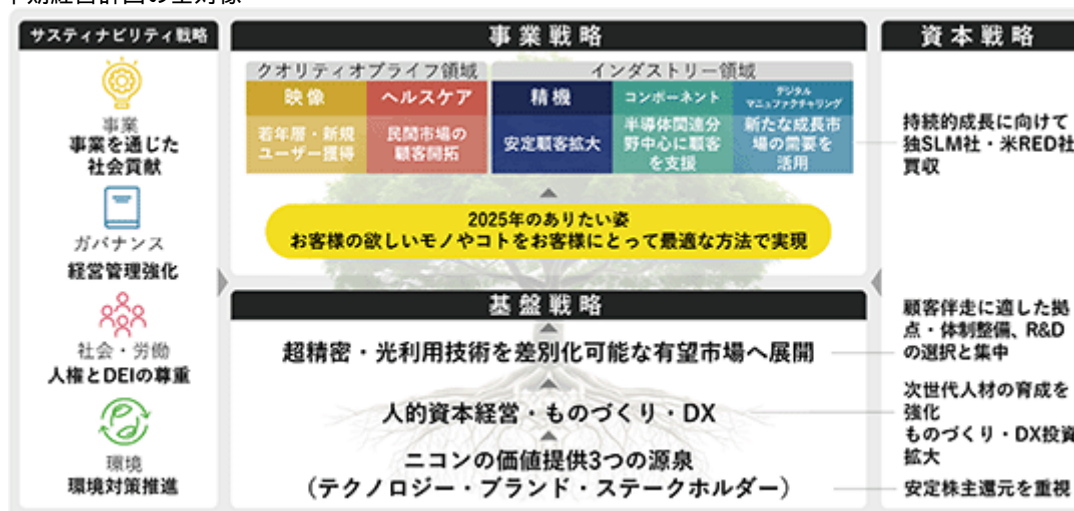 中期経営計画の全体像
サスティナビリティ戦略
事業
事業を通じた
社会貢献
ガバナンス
経営管理強化
社会・労働
人権とDEIの尊重
環境
環境対策推進
事業戦略
クオリティオブライフ領域
インダストリー領域
映像
ヘルスケア
精機
コンポーネント
デジタル
マニュファクチャリング
若年層・新規
ユーザー獲得
民間市場の
顧客開拓
安定顧客拡大
半導体関連分
野中心に顧客
を支援
新たな成長市
場の需要を
活用
2025年のありたい姿
お客様の欲しいモノやコトをお客様にとって最適な方法で実現
基盤戦略
超精密・光利用技術を差別化可能な有望市場へ展開
人的資本経営・ものづくり・DX
ニコンの価値提供3つの源泉
（テクノロジー・ブランド・ステークホルダー）
資本戦略
持続的成長に向けて
独SLM社・米RED社
買収
顧客伴走に適した拠
点・体制整備、R&D
の選択と集中
次世代人材の育成を
強化
ものづくり・DX投資
拡大
安定株主還元を重視